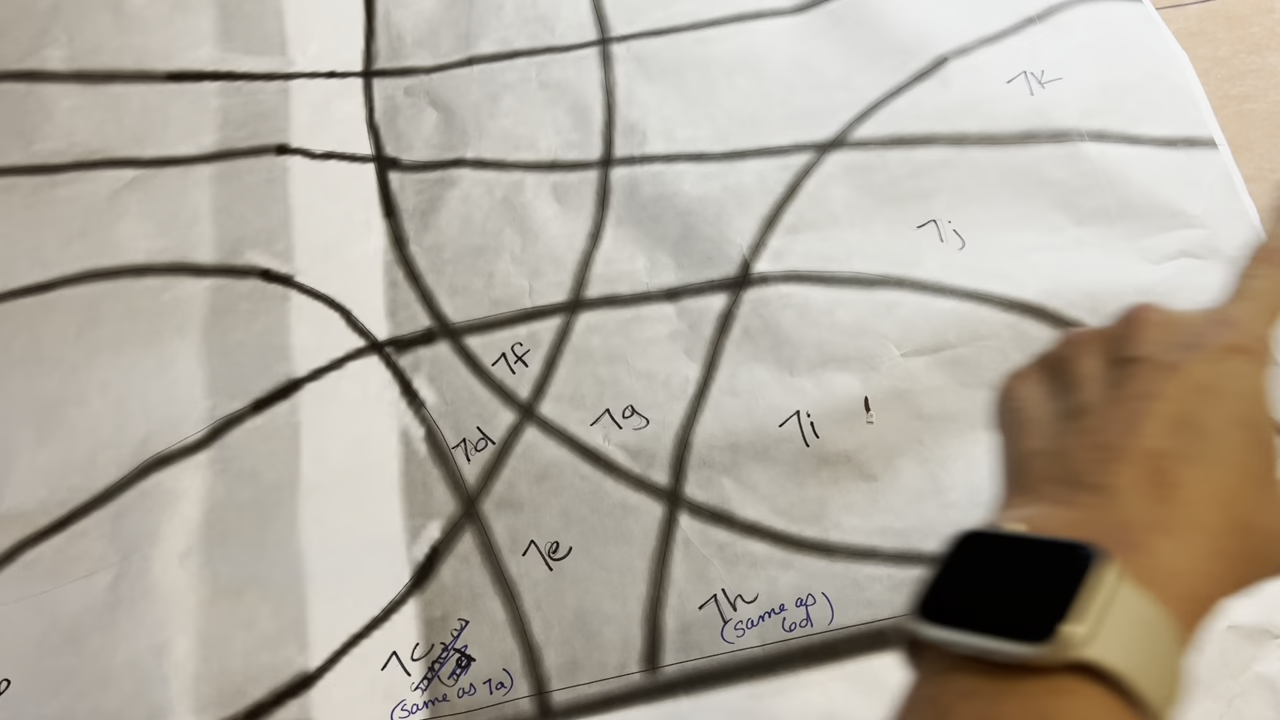 7K
7j
7f
7g
7i
7d
7e
7h
(same as
6d)
7c
(same as 7a)